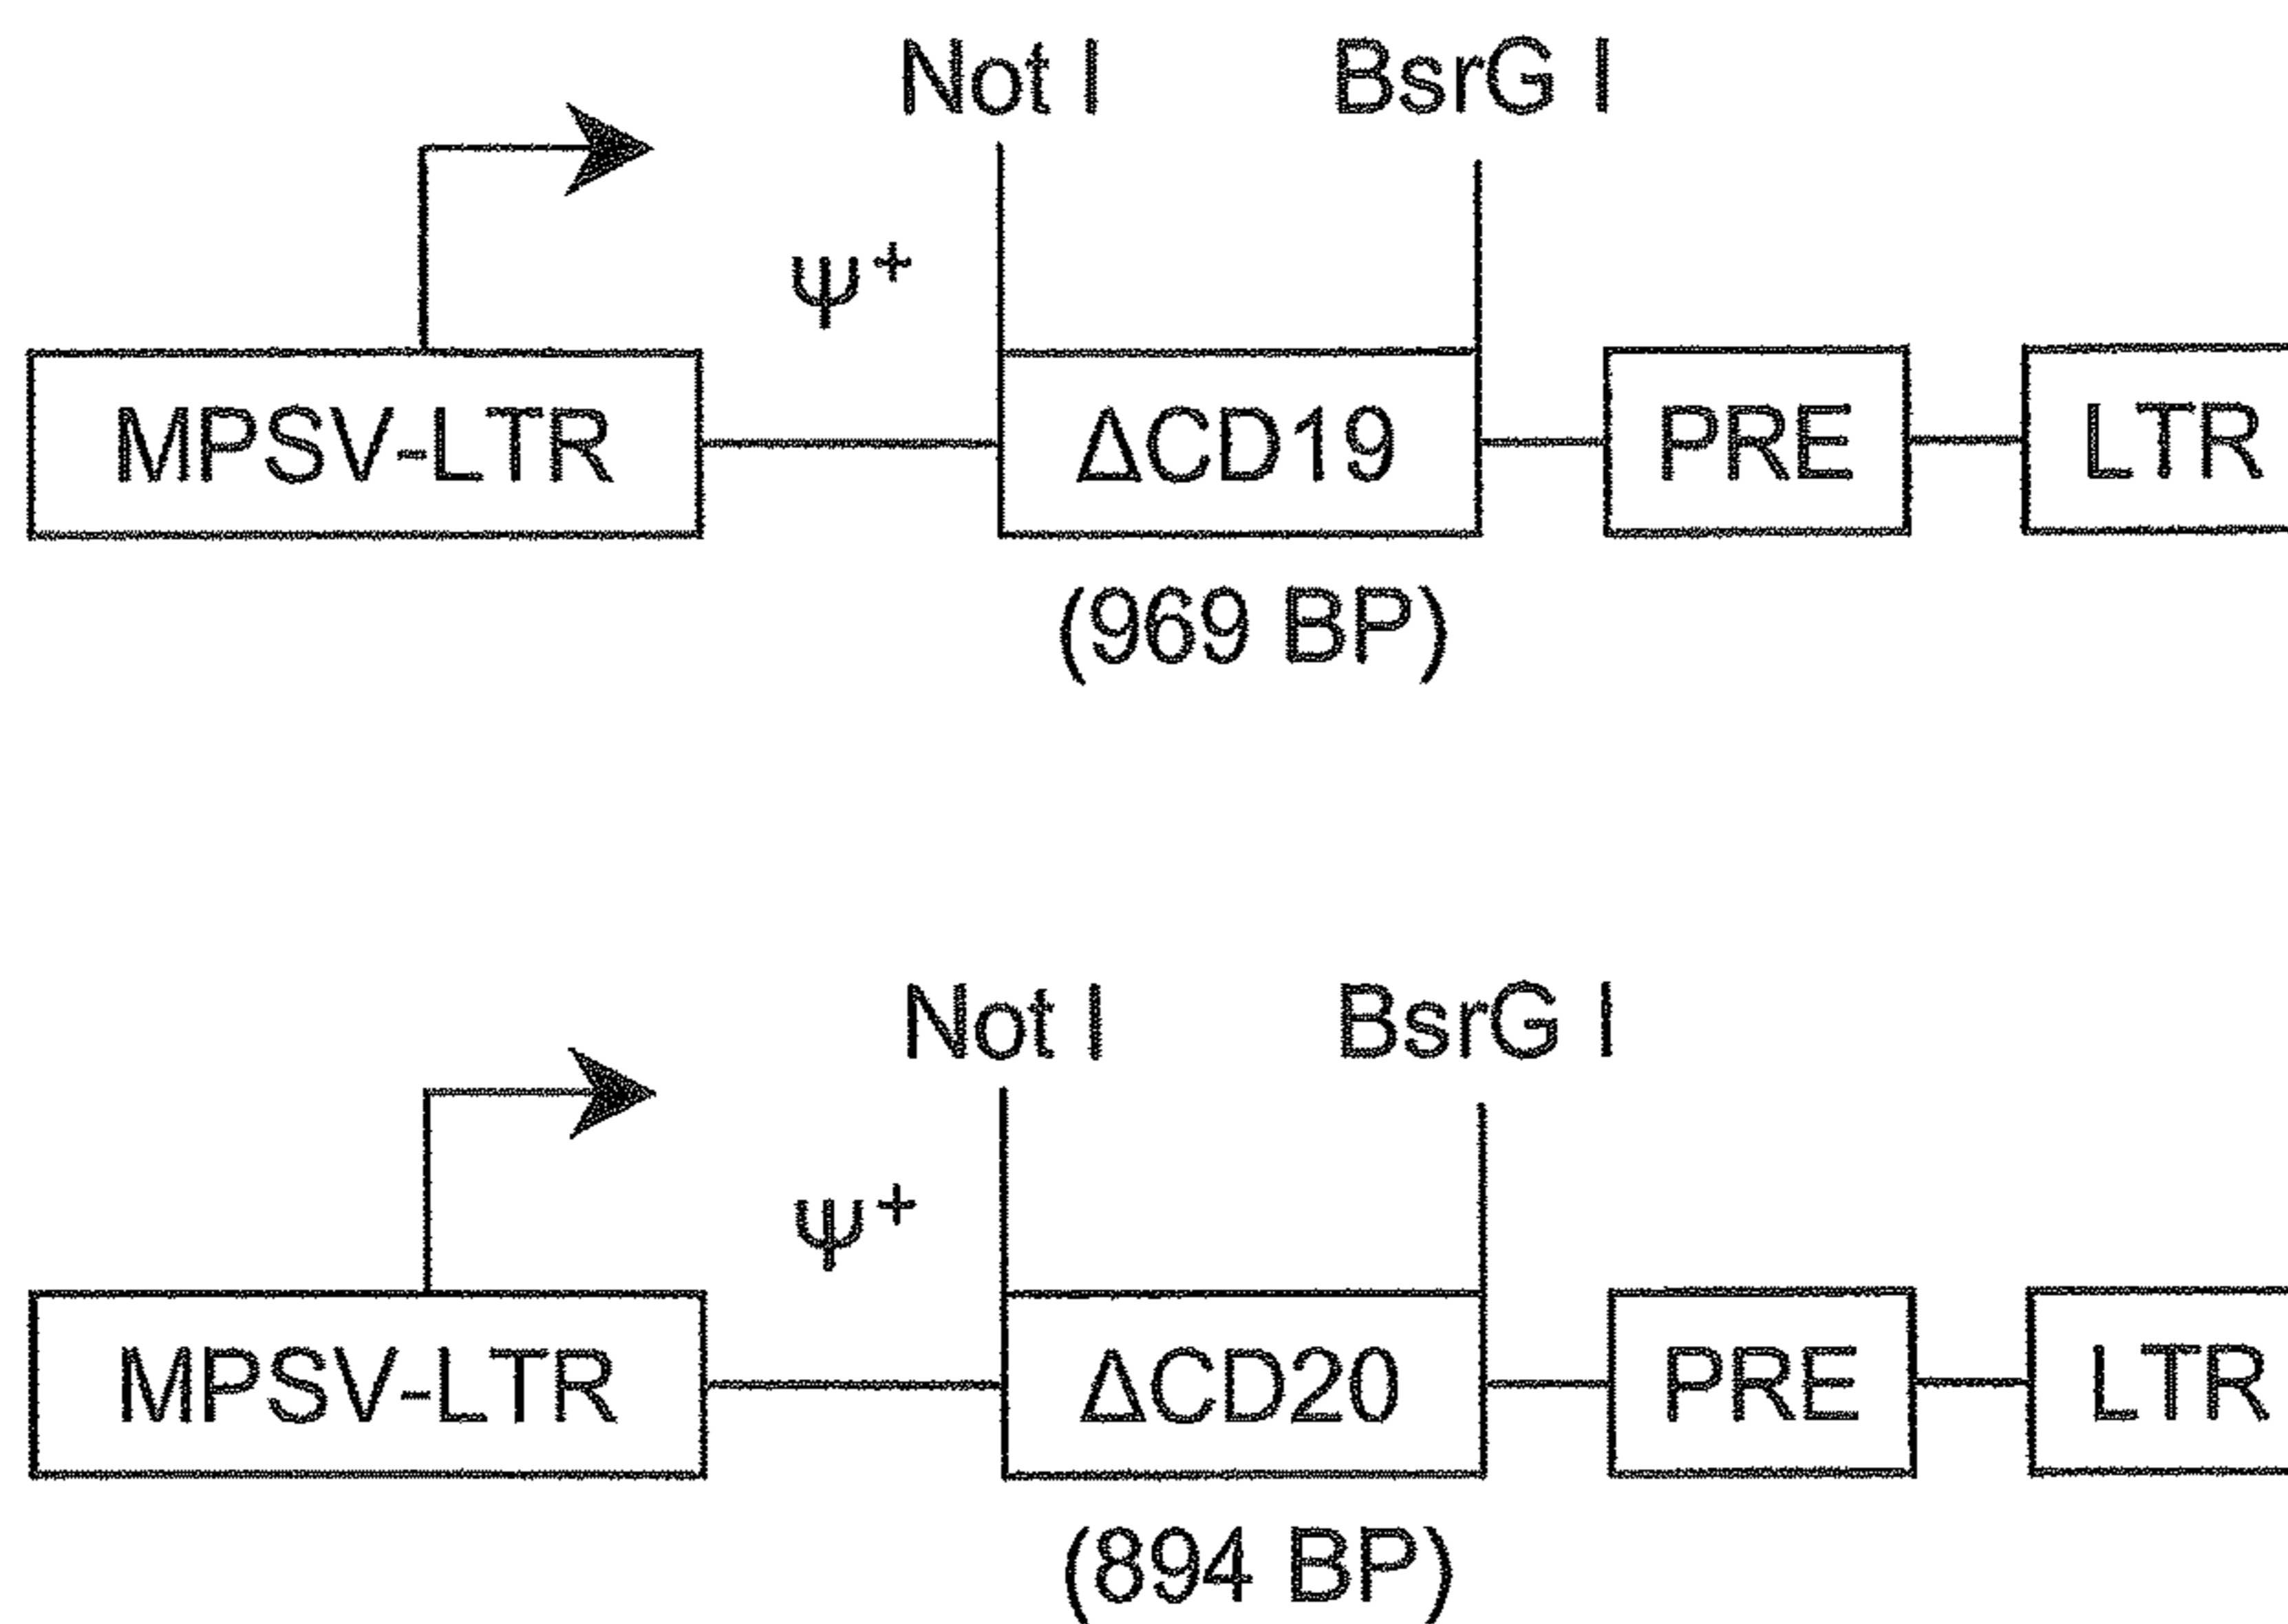 Not I BsrG I
ψ+
MPSV-LTR ΔCD19 PRE LTR
(969 BP)
Not I BsrG I
ψ+
MPSV-LTR ΔCD20 PRE LTR
(894 BP)